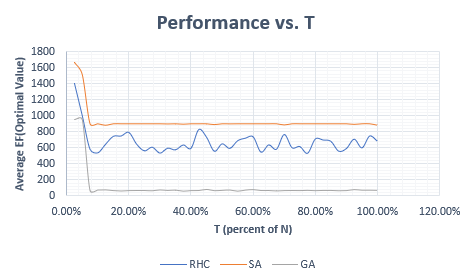 Performance vs. T
Average EF(Optimal Value)
1800
1600
1400
1200
1000
800
600
400
200
0
0.00% 20.00% 40.00% 60.00% 80.00% 100.00% 120.00%
T (percent of N)
RHC SA GA